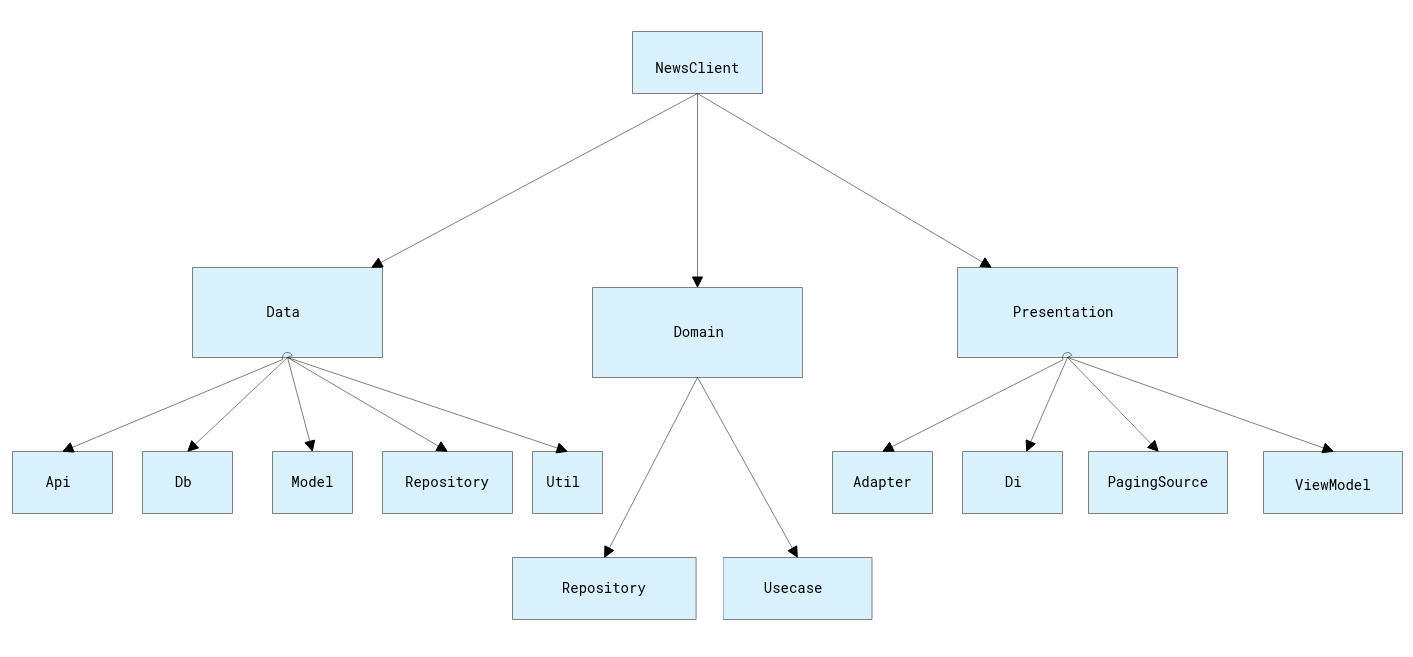 NewsClient
Data
Domain
Presentation
Api
Db
Model
Repository
Util
Adapter
Di
PagingSource
ViewModel
Repository
Usecase